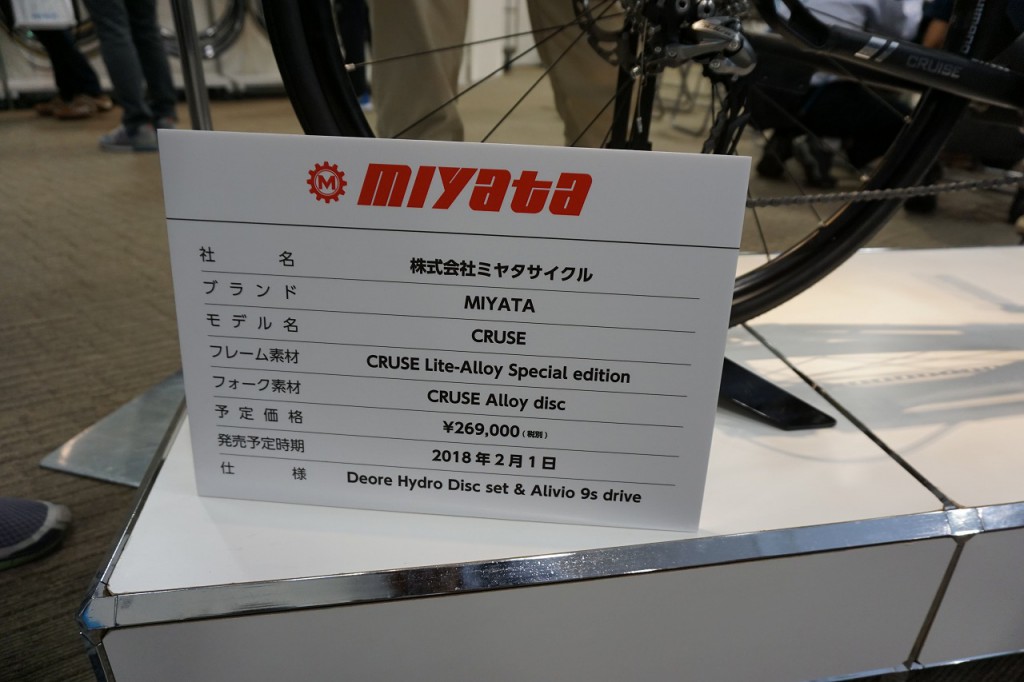 CRUISE
M miyata
社名 株式会社ミヤタサイクル
ブランド MIYATA
モデル名 CRUSE
フレーム素材 CRUSE Lite-Alloy Special edition
フォーク素材 CRUSE Alloy disc
予定価格 ¥269,000(税別)
発売予定時期 2018年2月1日
仕様 Deore Hydro Disc set & Alivio 9s drive